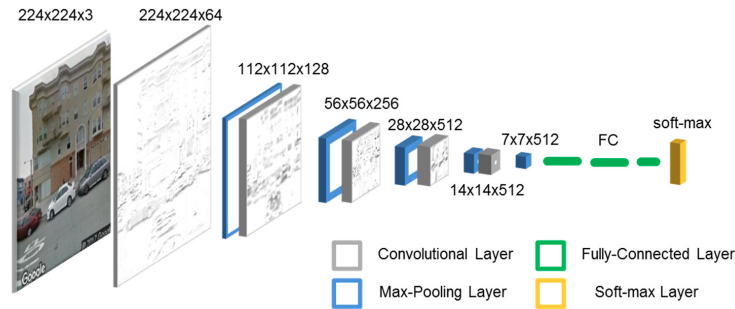 224x224x3
224x224x64
112x112x128
56x56x256
28x28x512
14x14x512
7x7x512
FC
soft-max
Google
Convolutional Layer
Fully-Connected Layer
Max-Pooling Layer
Soft-max Layer